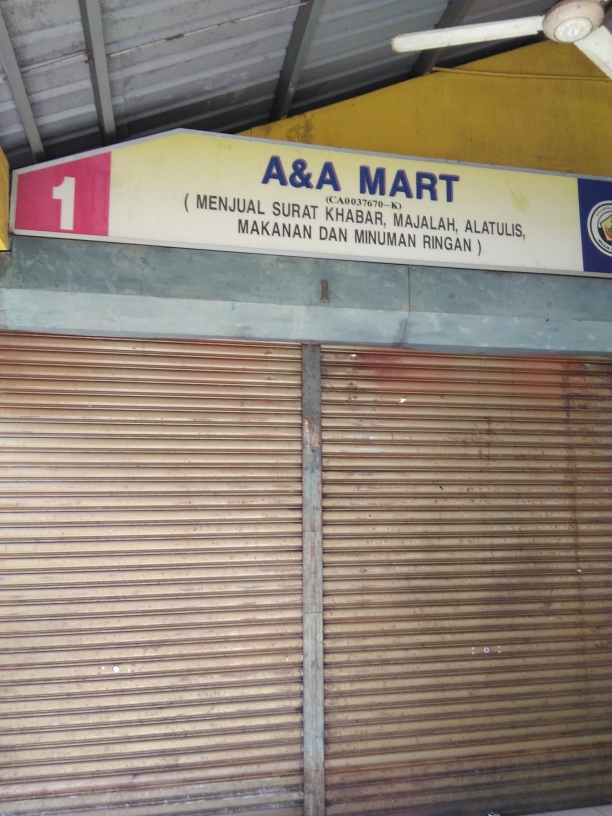 1
A&A MART
(CA0037670-K)
( MENJUAL SURAT KHABAR, MAJALAH, ALATULIS,
MAKANAN DAN MINUMAN RINGAN )